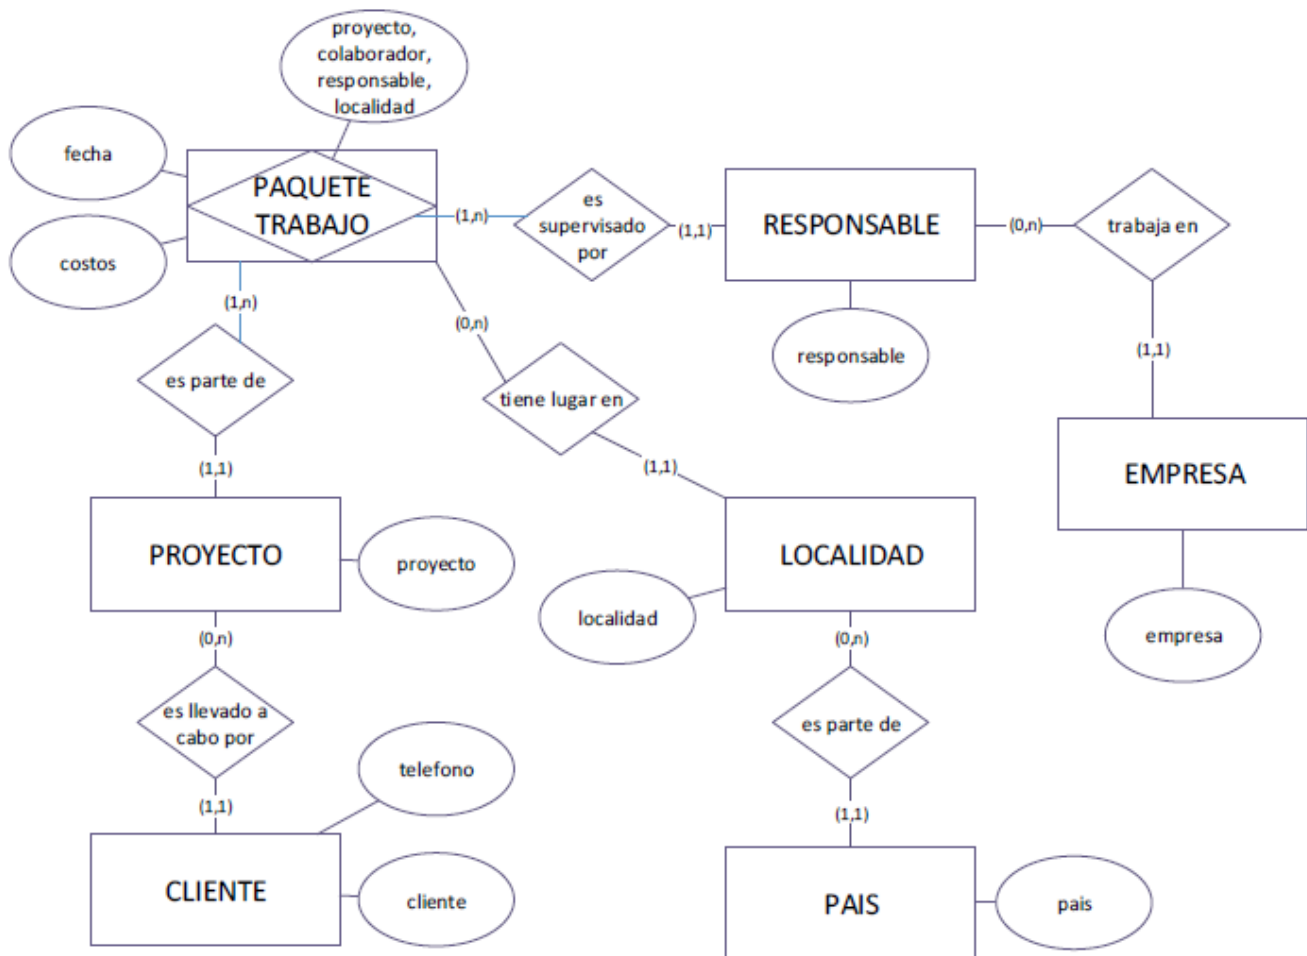 proyecto,
colaborador,
responsable,
localidad
fecha
PAQUETE
TRABAJO
costos
(1,n)
es
supervisado
por
(1,1)
RESPONSABLE
(0,n)
trabaja en
(1,n)
(0,n)
responsable
(1,1)
es parte de
tiene lugar en
(1,1)
(1,1)
EMPRESA
PROYECTO
proyecto
LOCALIDAD
localidad
empresa
(0,n)
(0,n)
es llevado a
cabo por
es parte de
telefono
(1,1)
(1,1)
CLIENTE
cliente
PAIS
pais